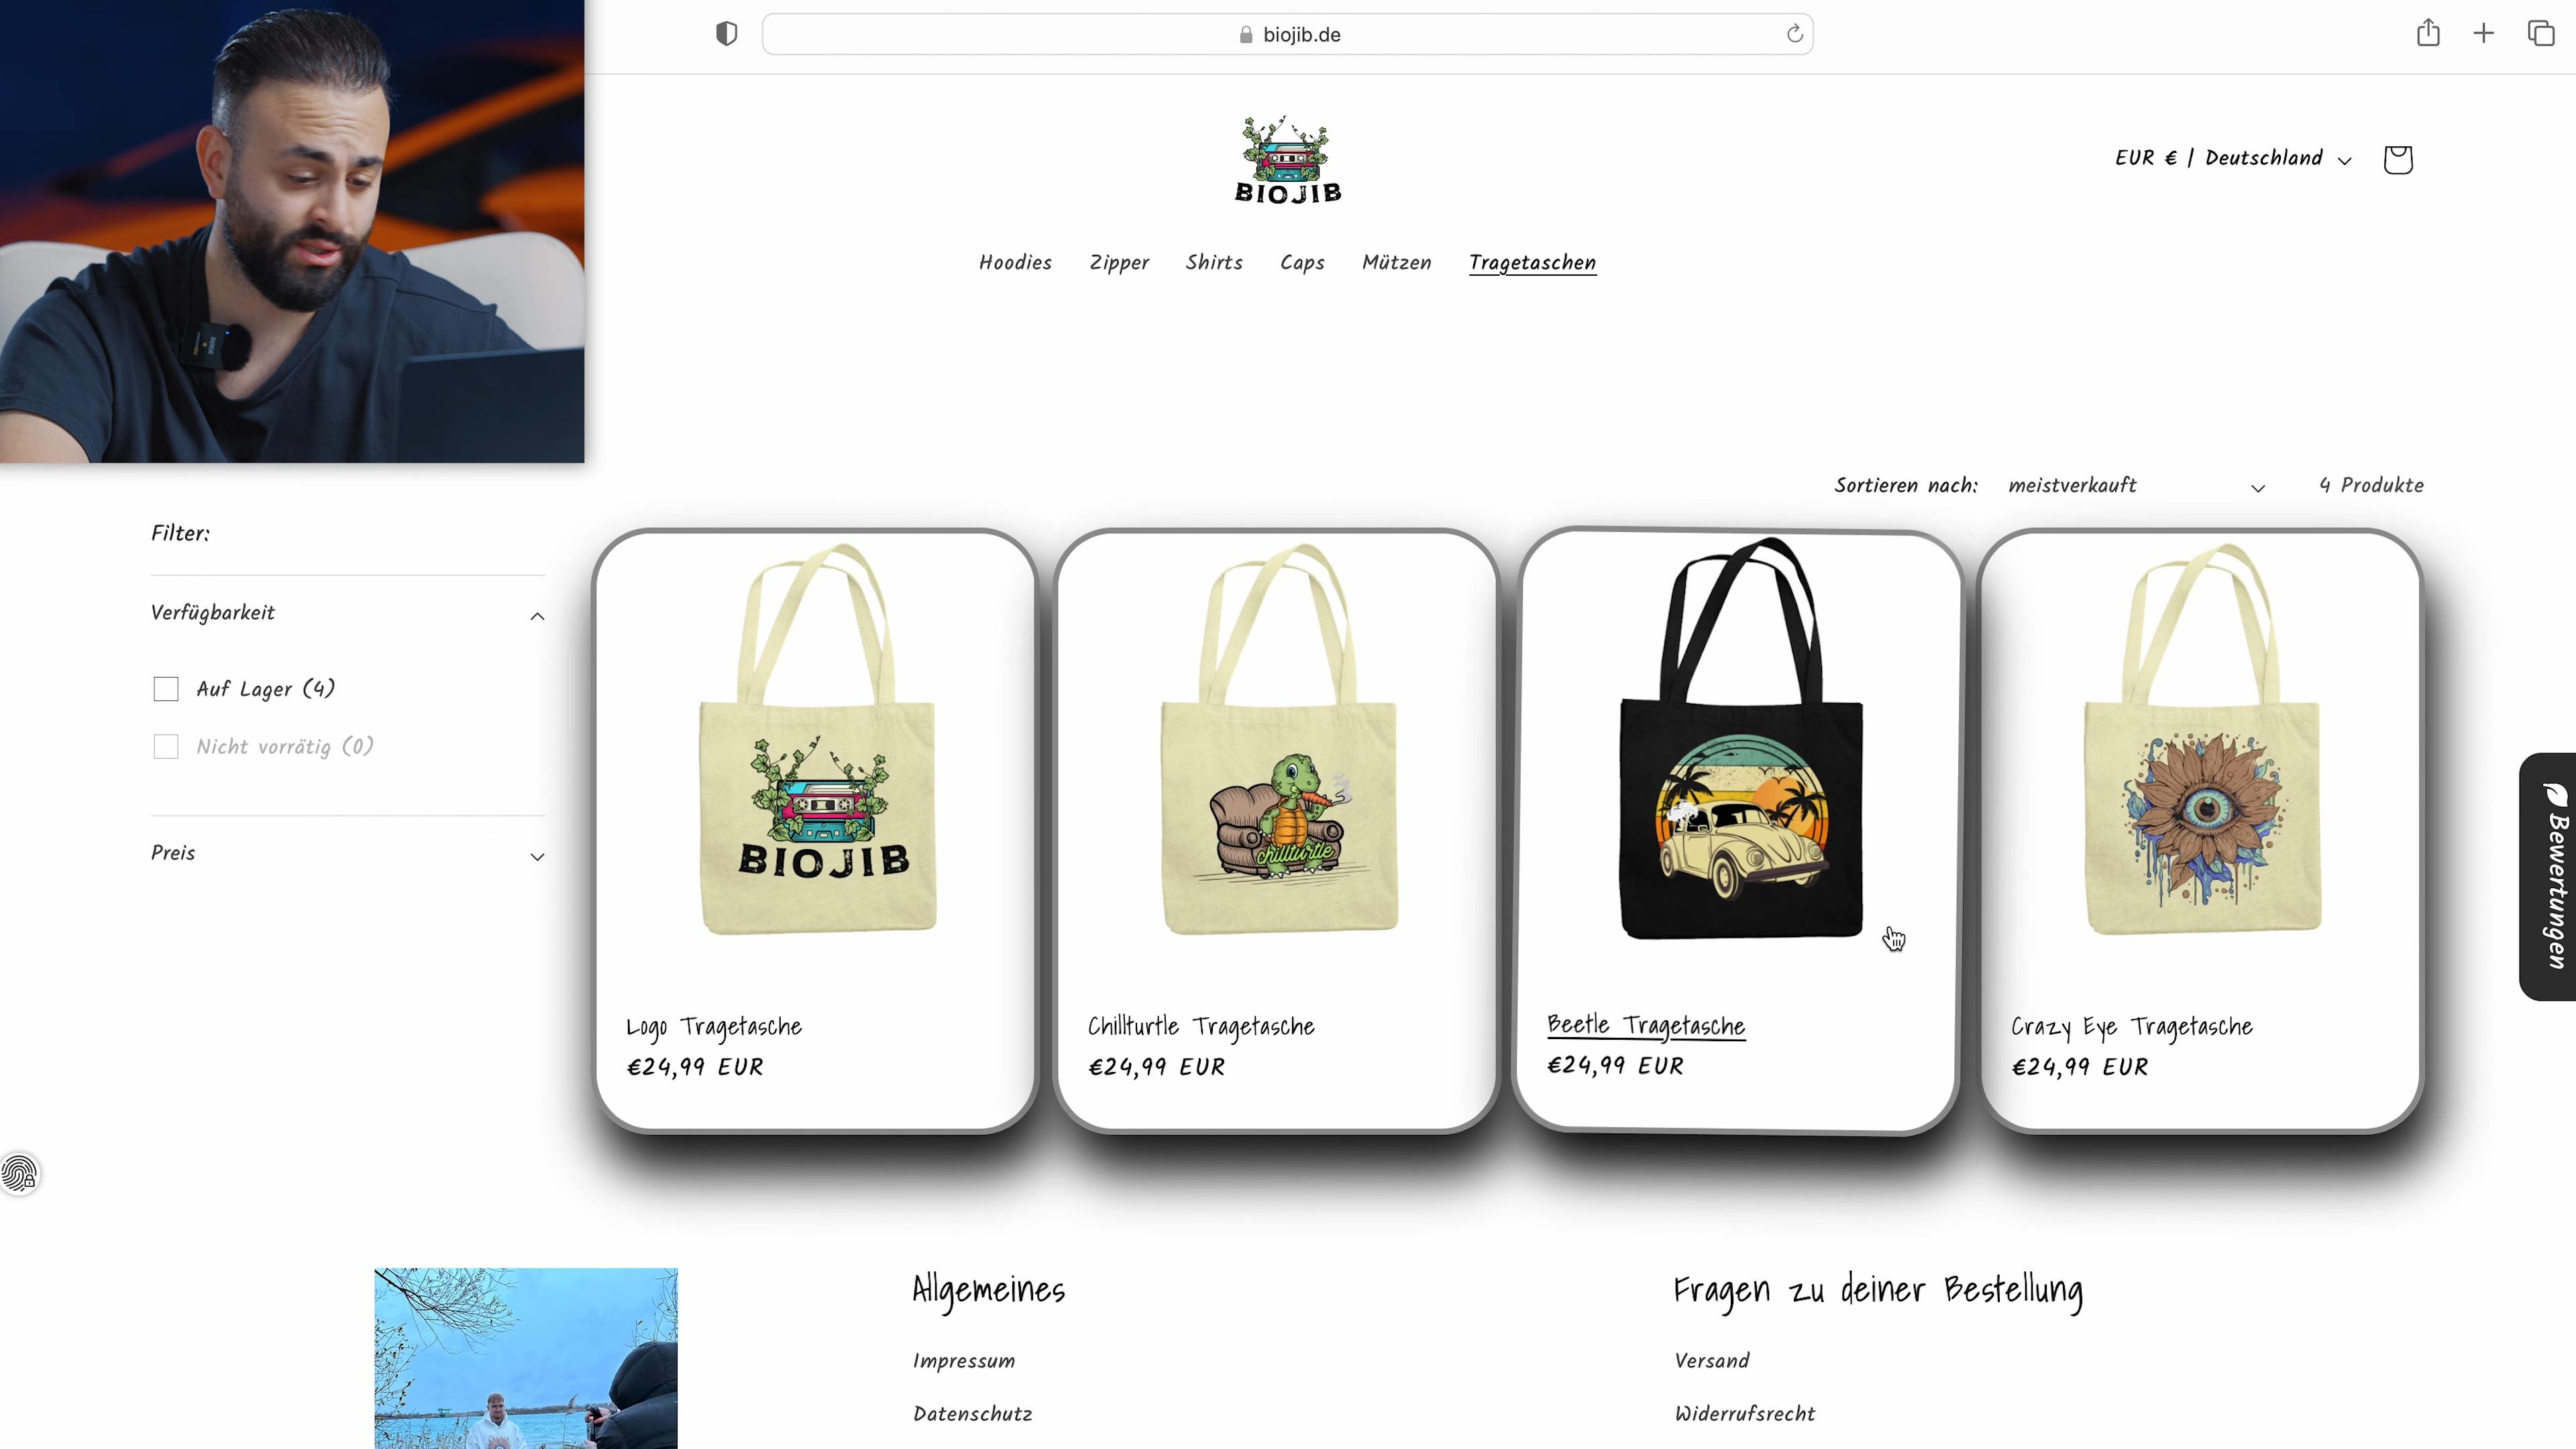 biojib.de
BIOJIB
EUR € | Deutschland
Hoodies Zipper Shirts Caps Mützen Tragetaschen
Sortieren nach: meistverkauft 4 Produkte
Filter:
Verfügbarkeit
Auf Lager (4)
Nicht vorrätig (0)
Preis
BIOJIB
chillturtle
Logo Tragetasche
€24,99 EUR
Chillturtle Tragetasche
€24,99 EUR
Beetle Tragetasche
€24,99 EUR
Crazy Eye Tragetasche
€24,99 EUR
Bewertungen
Allgemeines
Impressum
Datenschutz
Fragen zu deiner Bestellung
Versand
Widerrufsrecht